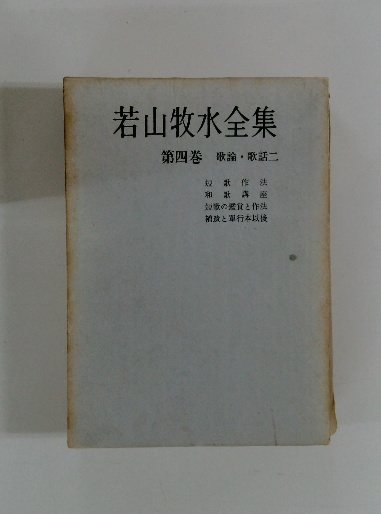 若山牧水全集
第四巻 歌論・歌話二
短歌作法
和歌講座
短歌の鑑賞と作法
補遺と單行本以後